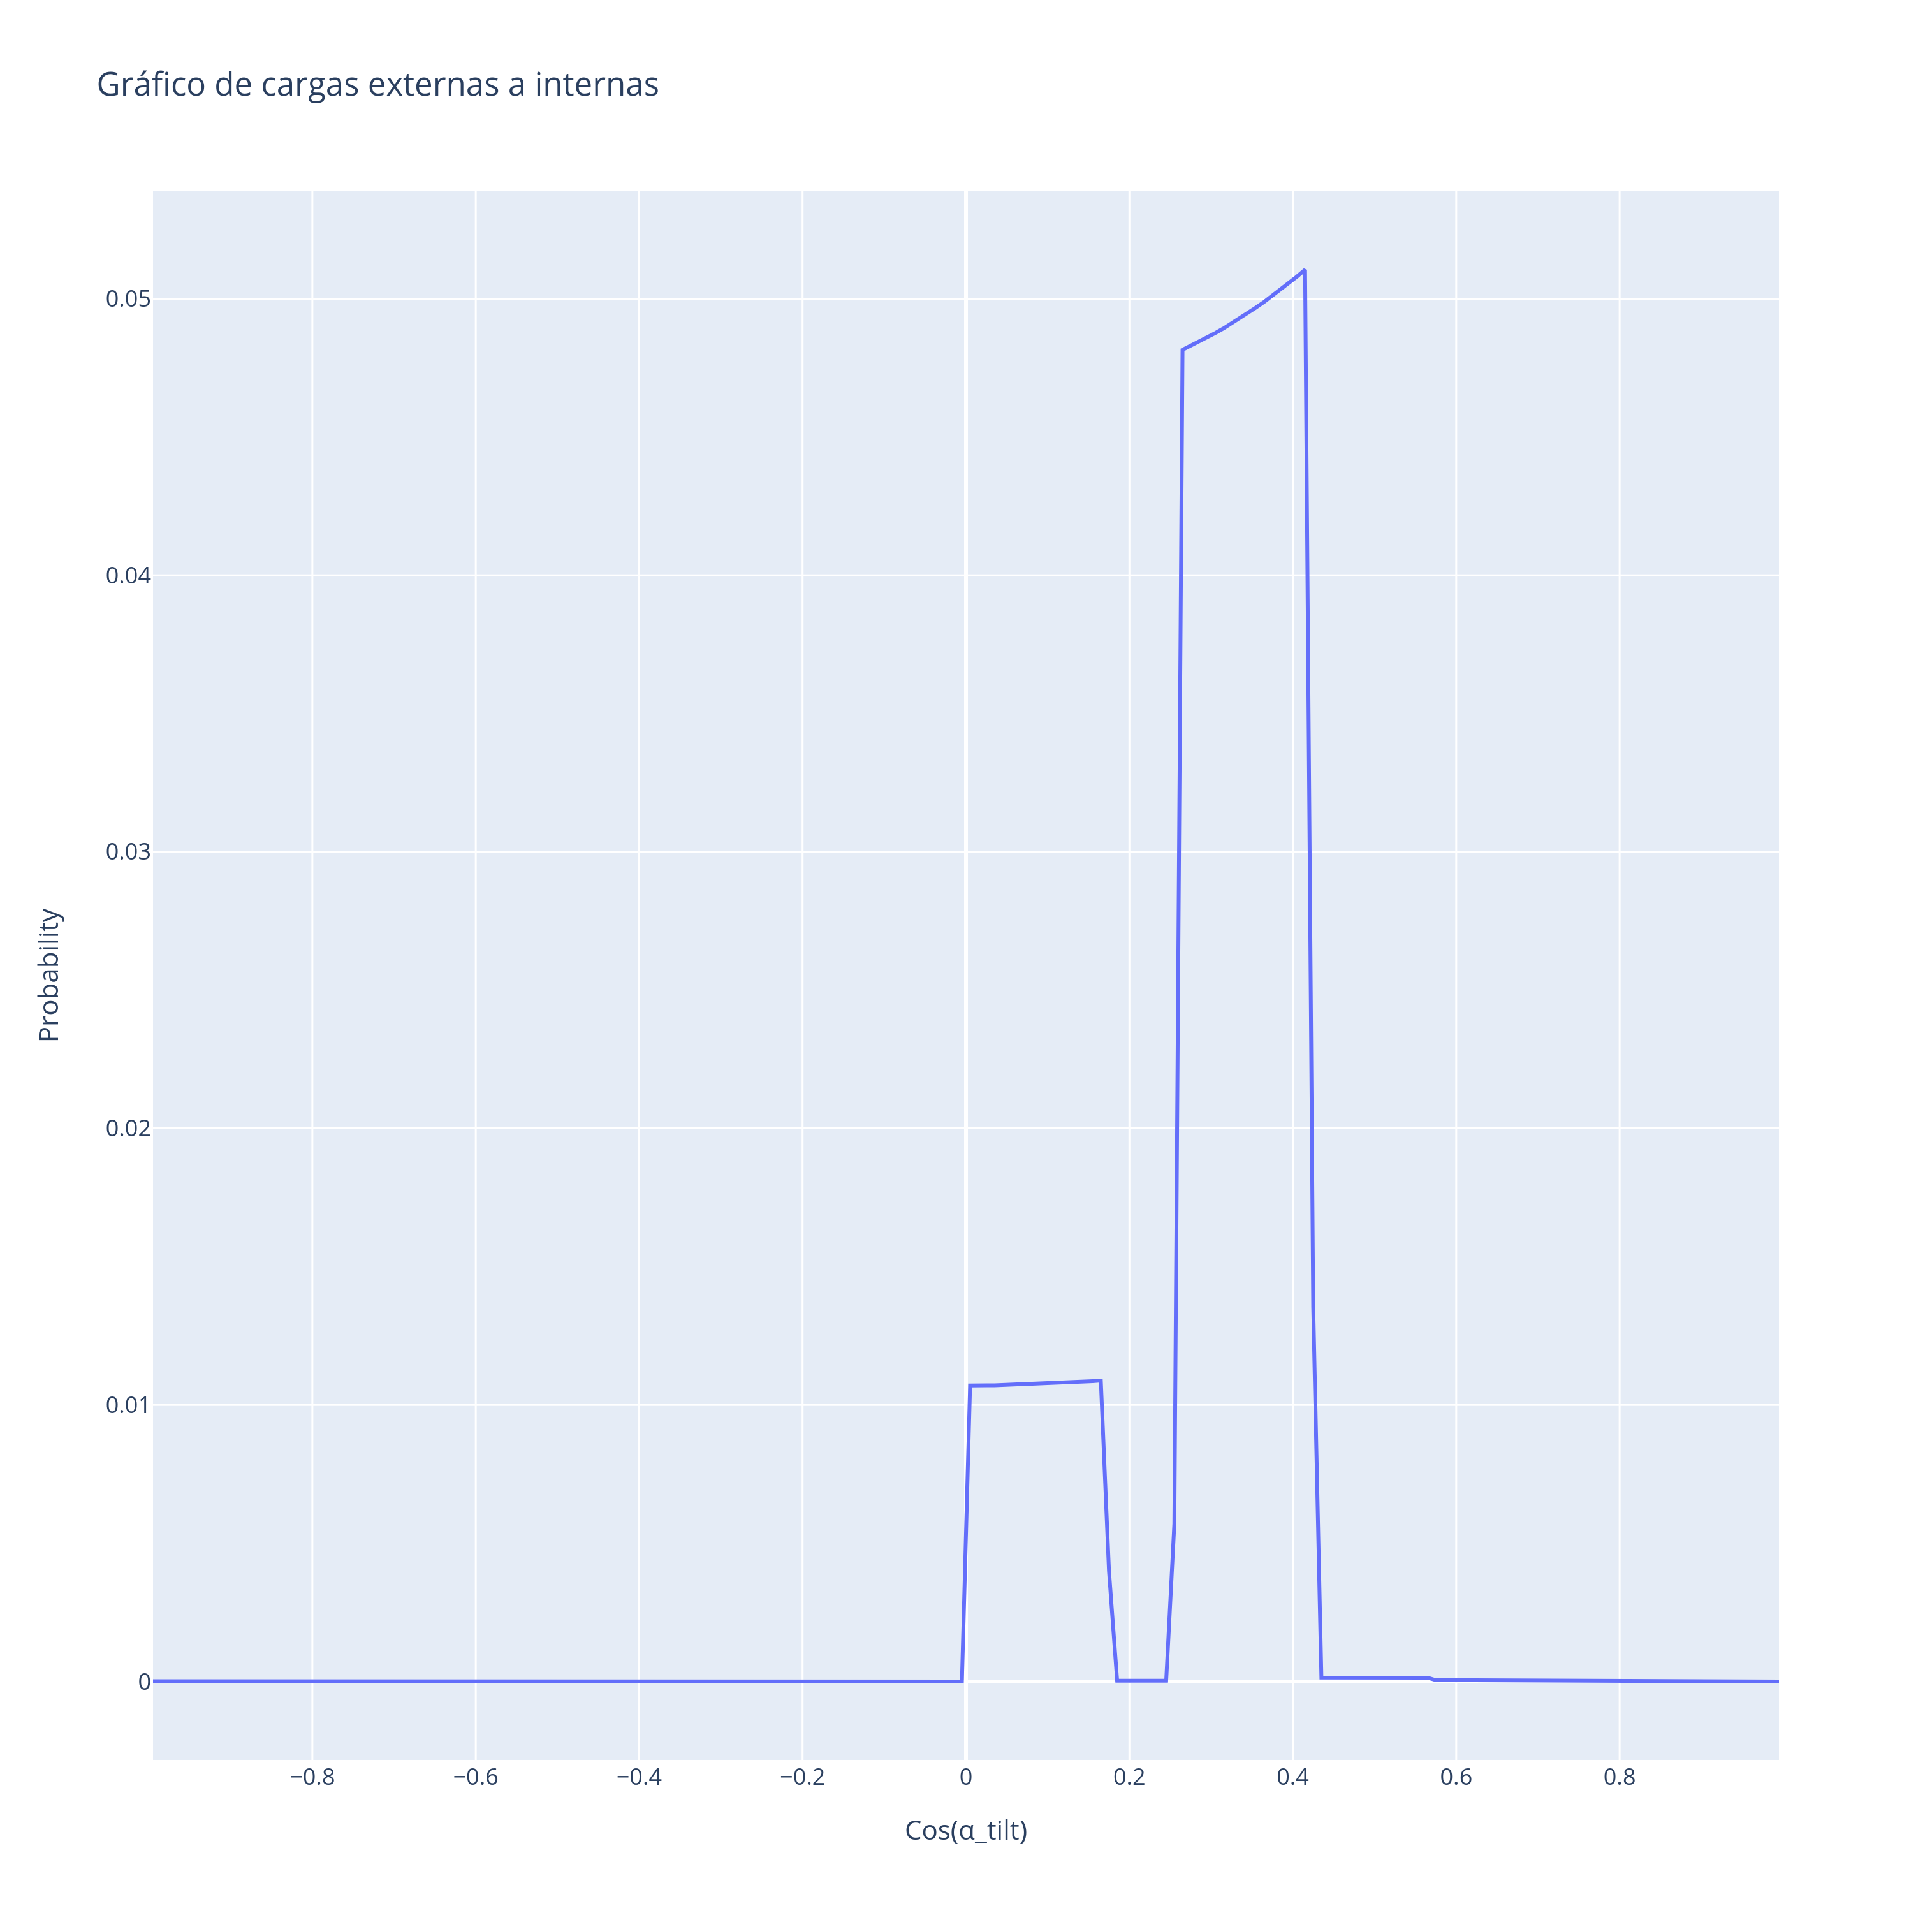 Gráfico de cargas externas a internas
0.05
0.04
0.03
0.02
0.01
0
Probability
−0.8 −0.6 −0.4 −0.2 0 0.2 0.4 0.6 0.8
Cos(α_tilt)